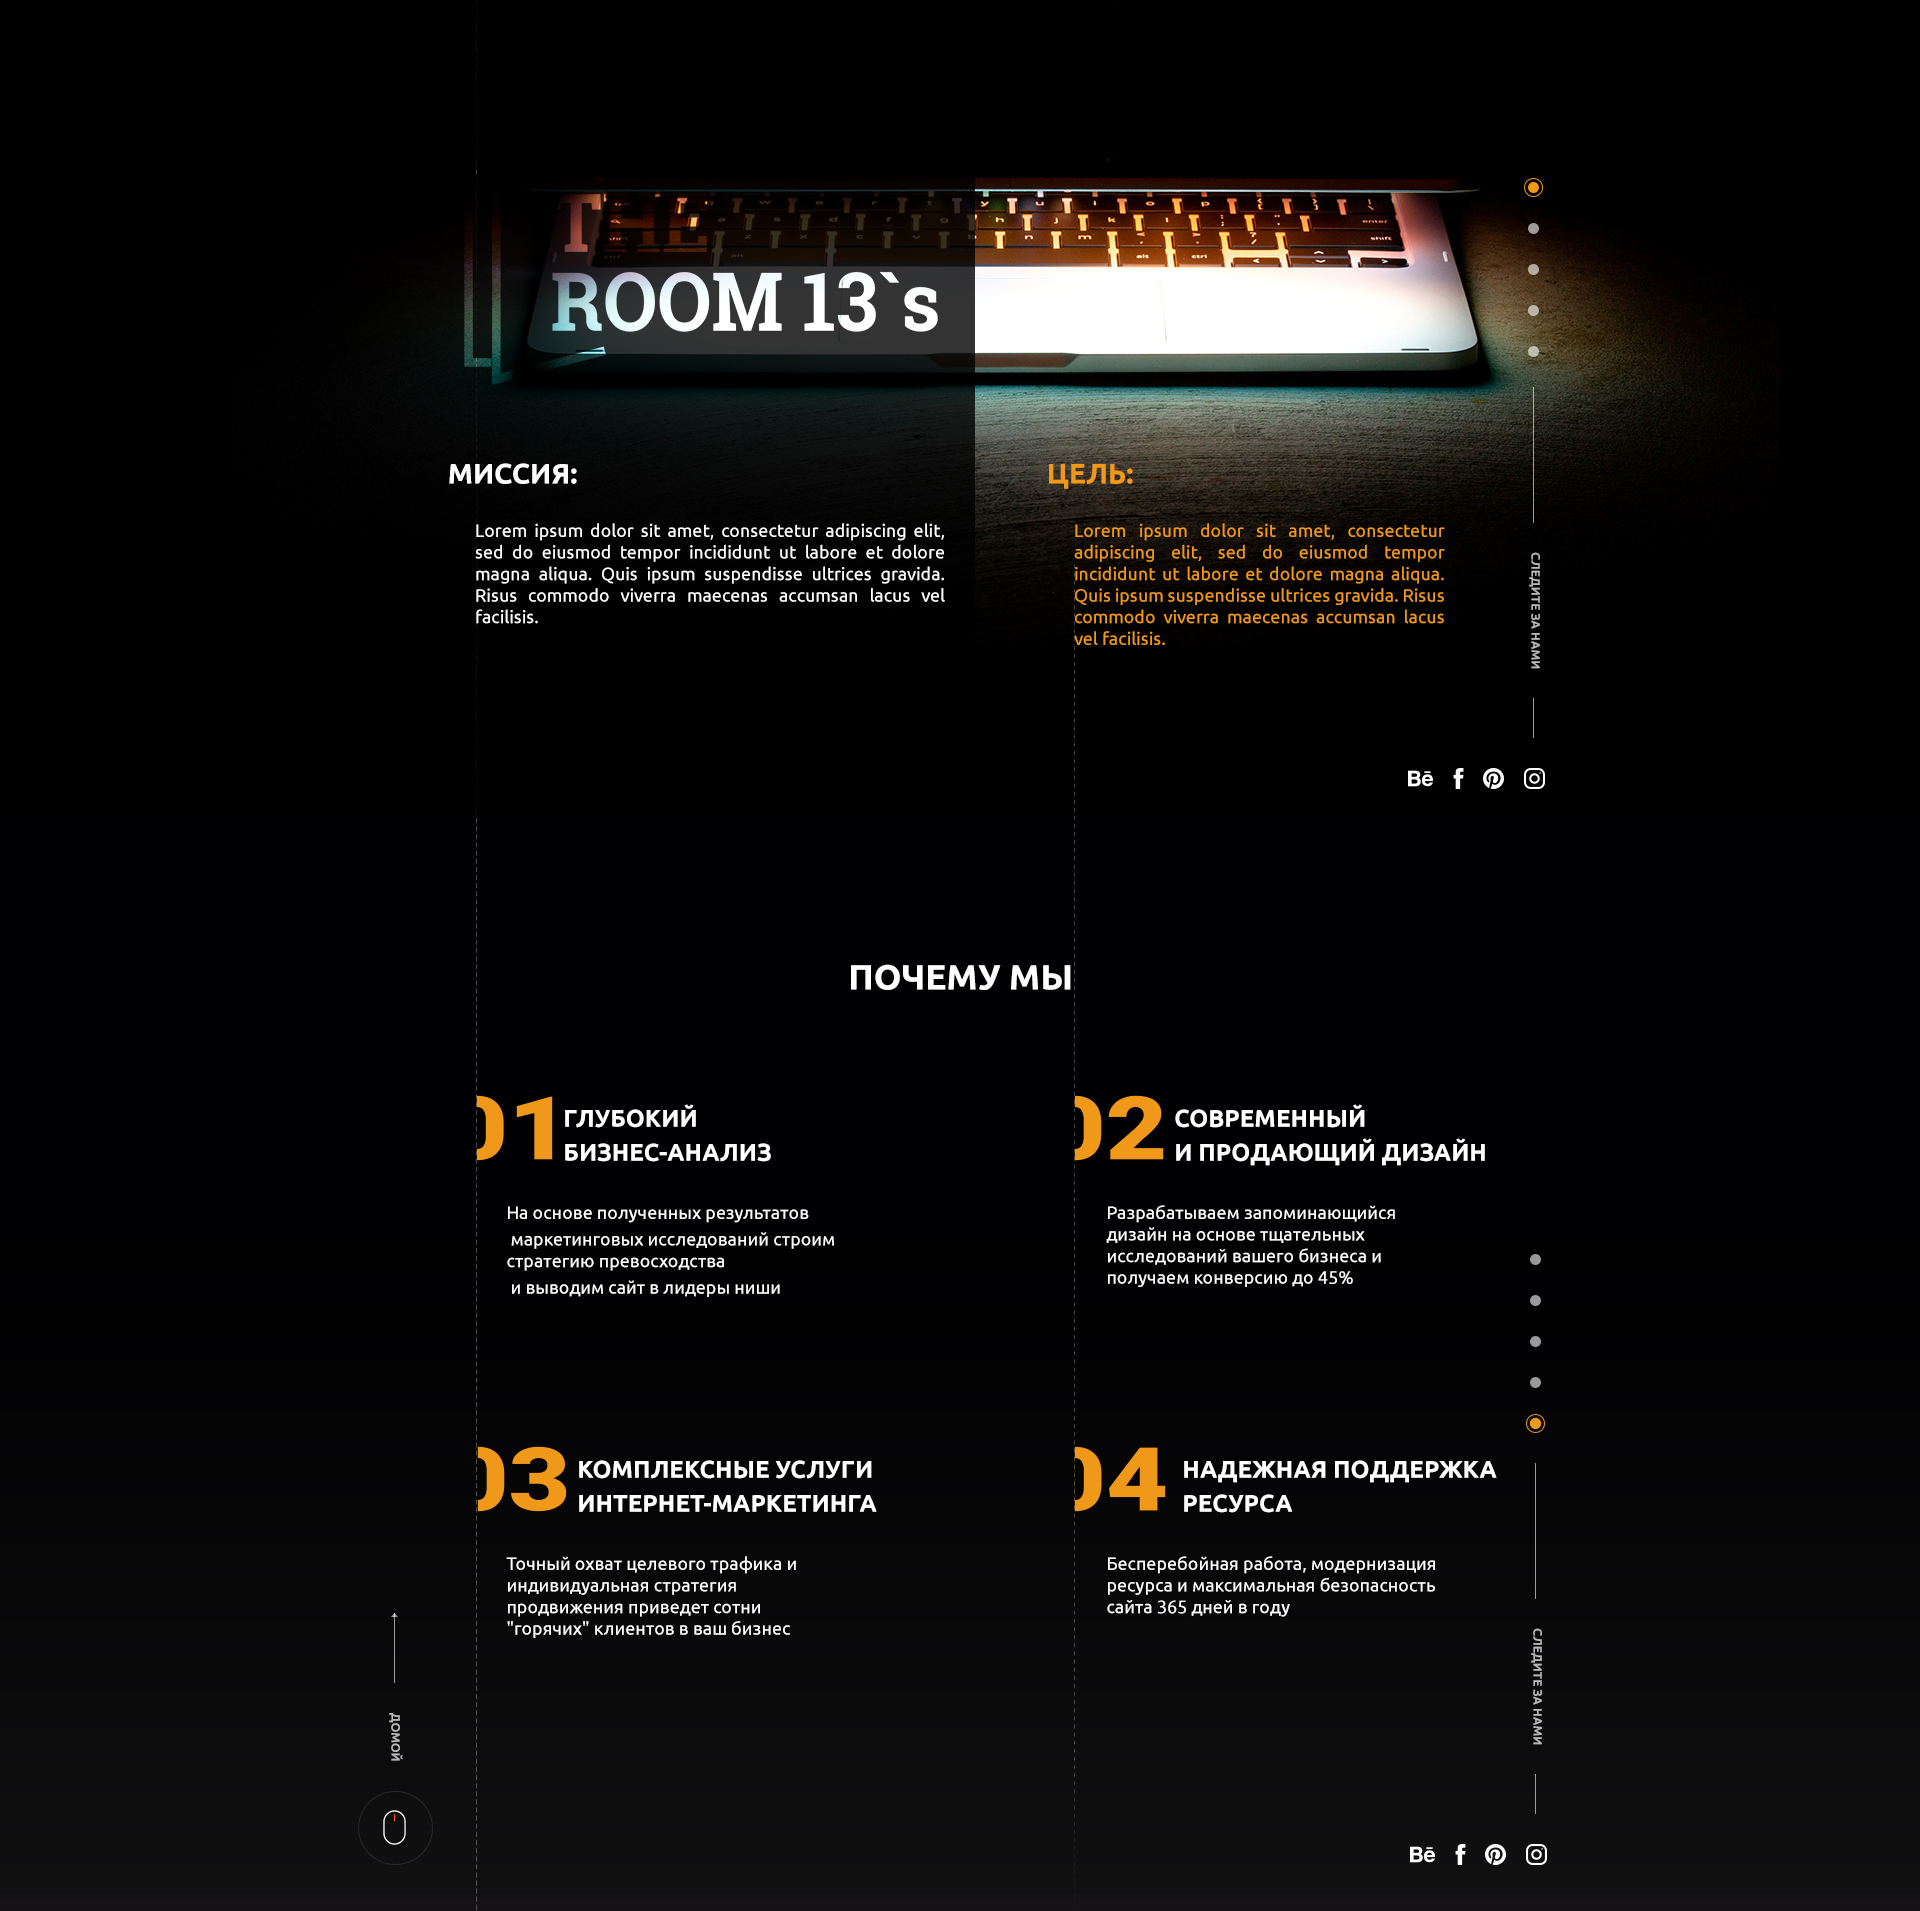 THE
ROOM 13`s
МИССИЯ:
Lorem ipsum dolor sit amet, consectetur adipiscing elit,
sed do eiusmod tempor incididunt ut labore et dolore
magna aliqua. Quis ipsum suspendisse ultrices gravida.
Risus commodo viverra maecenas accumsan lacus vel
facilisis.
ЦЕЛЬ:
Lorem ipsum dolor sit amet, consectetur
adipiscing elit, sed do eiusmod tempor
incididunt ut labore et dolore magna aliqua.
Quis ipsum suspendisse ultrices gravida. Risus
commodo viverra maecenas accumsan lacus
vel facilisis.
СЛЕДИТЕ ЗА НАМИ
Bē
ПОЧЕМУ МЫ
01
ГЛУБОКИЙ
БИЗНЕС-АНАЛИЗ
На основе полученных результатов
маркетинговых исследований строим
стратегию превосходства
и выводим сайт в лидеры ниши
02
СОВРЕМЕННЫЙ
И ПРОДАЮЩИЙ ДИЗАЙН
Разрабатываем запоминающийся
дизайн на основе тщательных
исследований вашего бизнеса и
получаем конверсию до 45%
03
КОМПЛЕКСНЫЕ УСЛУГИ
ИНТЕРНЕТ-МАРКЕТИНГА
Точный охват целевого трафика и
индивидуальная стратегия
продвижения приведет сотни
"горячих" клиентов в ваш бизнес
04
НАДЕЖНАЯ ПОДДЕРЖКА
РЕСУРСА
Бесперебойная работа, модернизация
ресурса и максимальная безопасность
сайта 365 дней в году
ДОМОЙ
СЛЕДИТЕ ЗА НАМИ
Bē